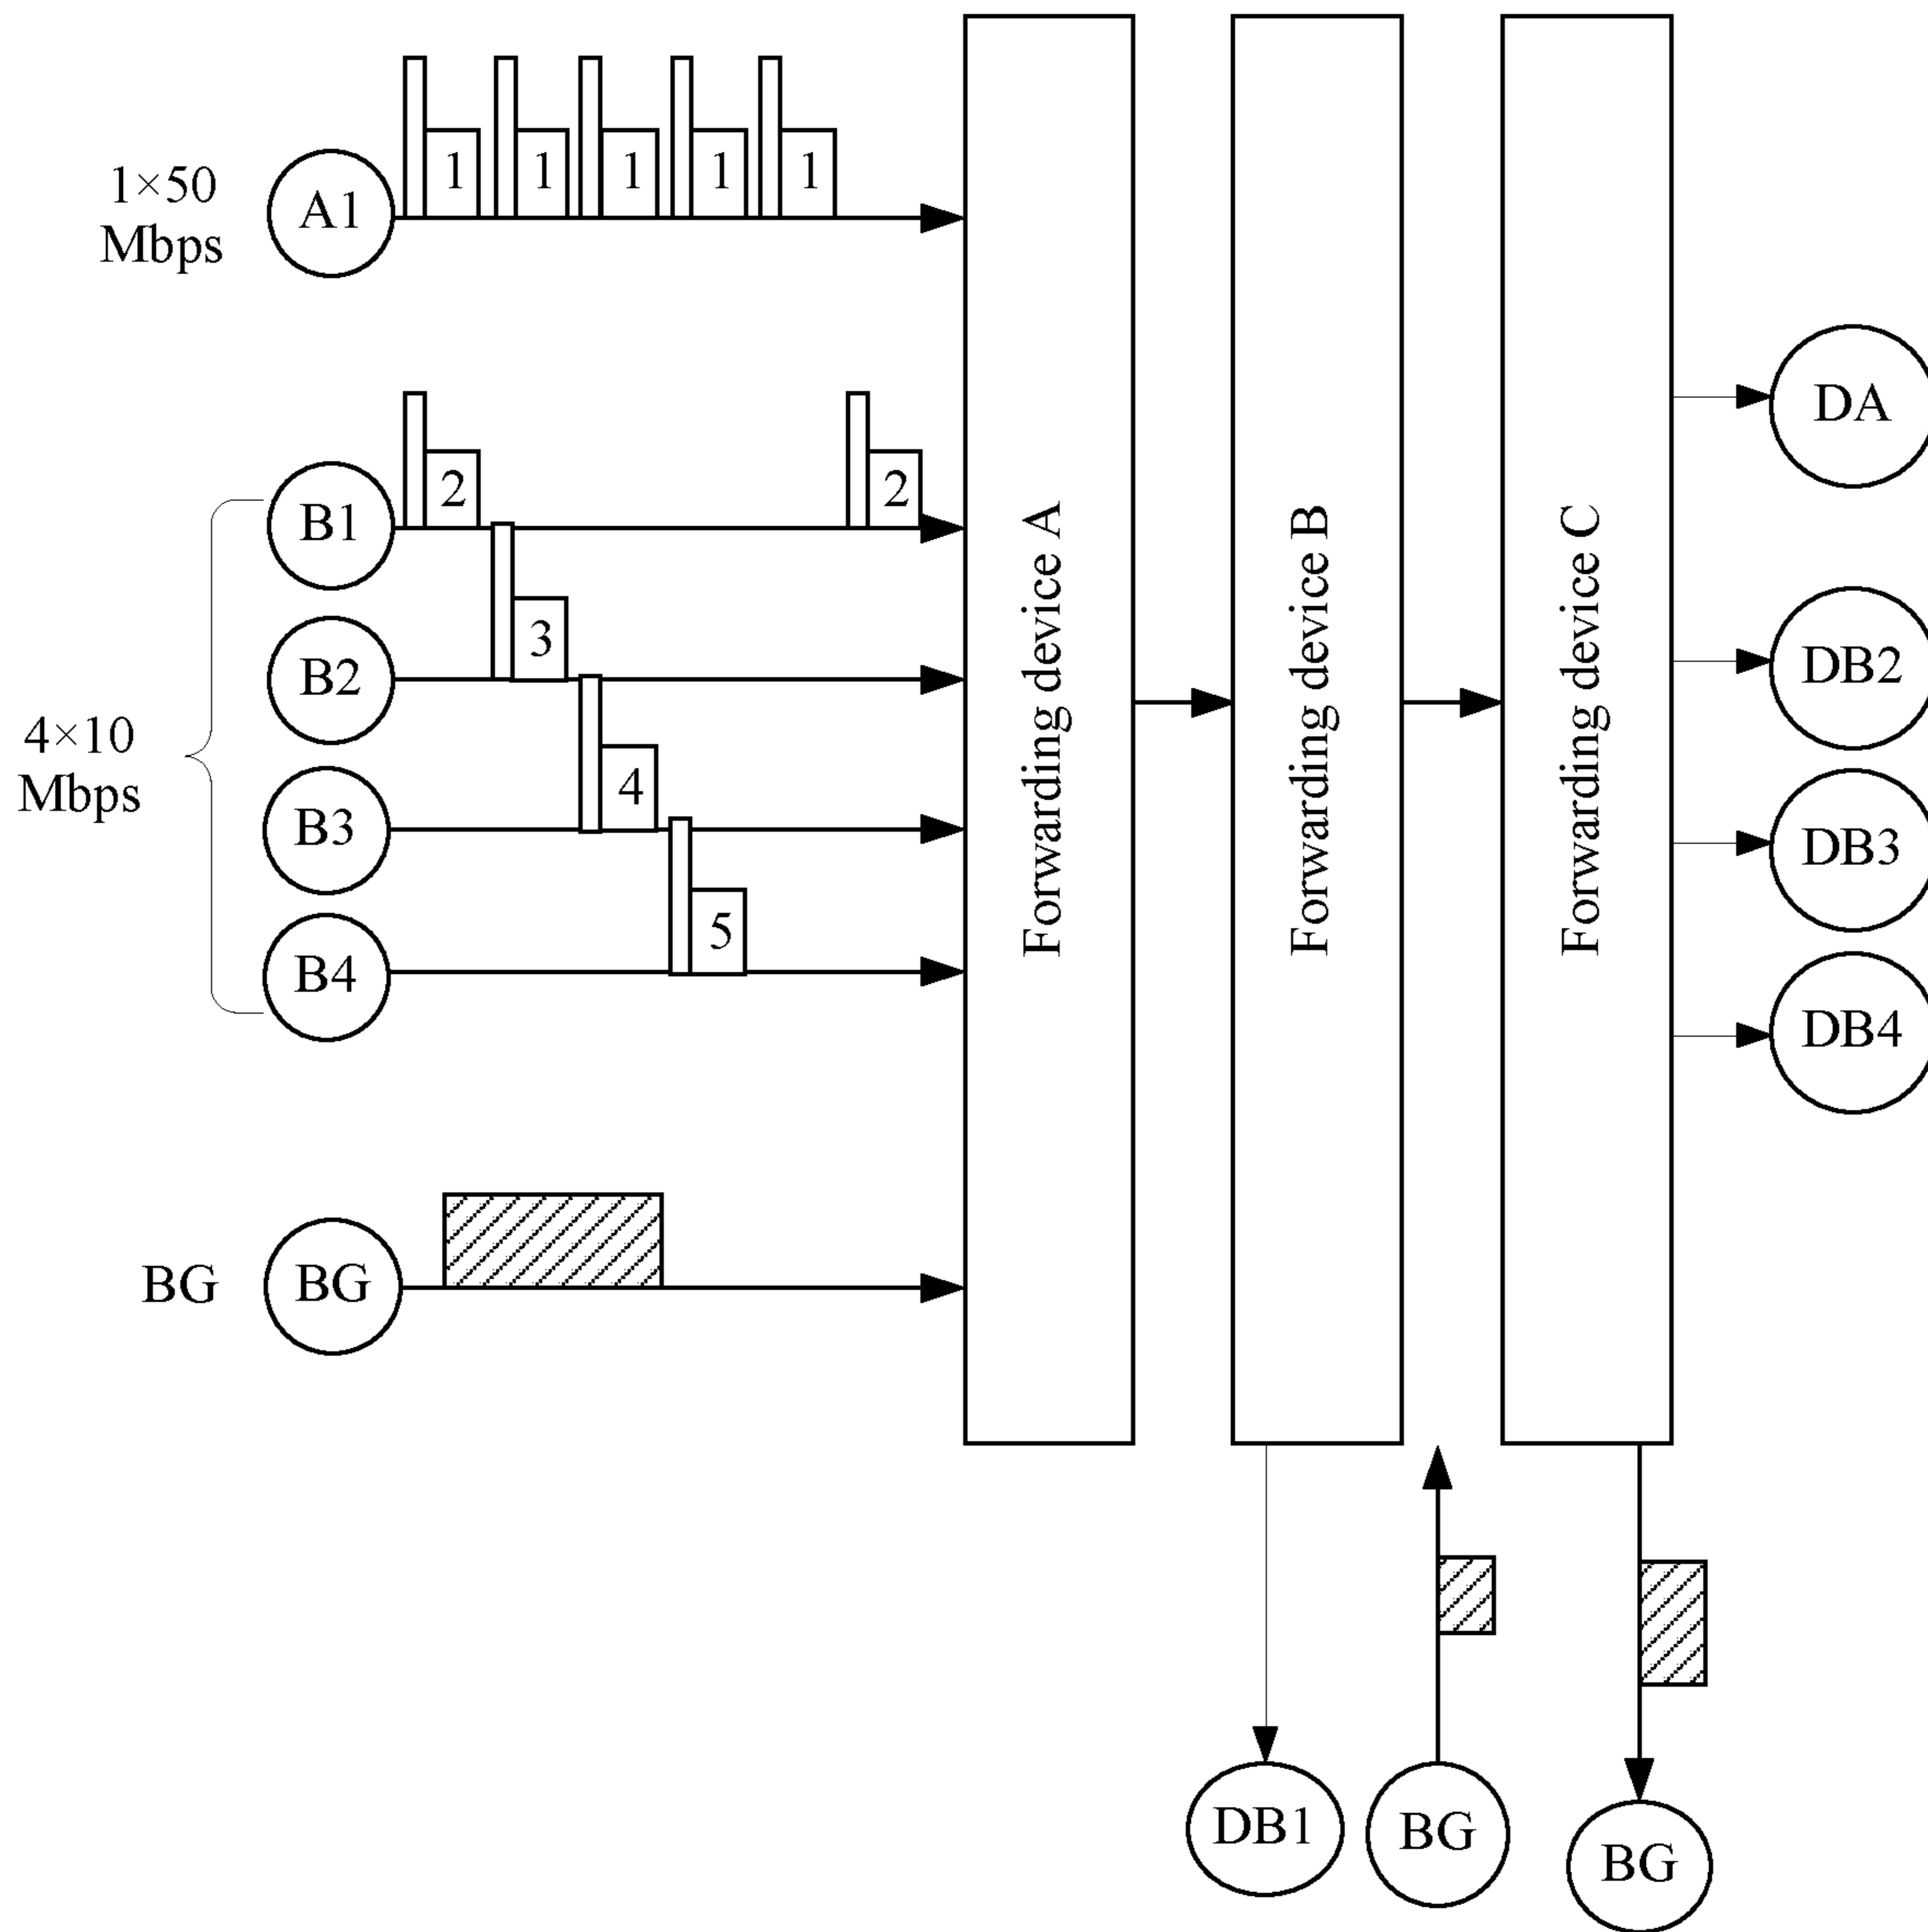 1×50
Mbps
A1
1
1
1
1
1
B1
2
2
B2
3
4×10
Mbps
B3
4
B4
5
BG
BG
Forwarding device A
Forwarding device B
Forwarding device C
DA
DB2
DB3
DB4
DB1
BG
BG